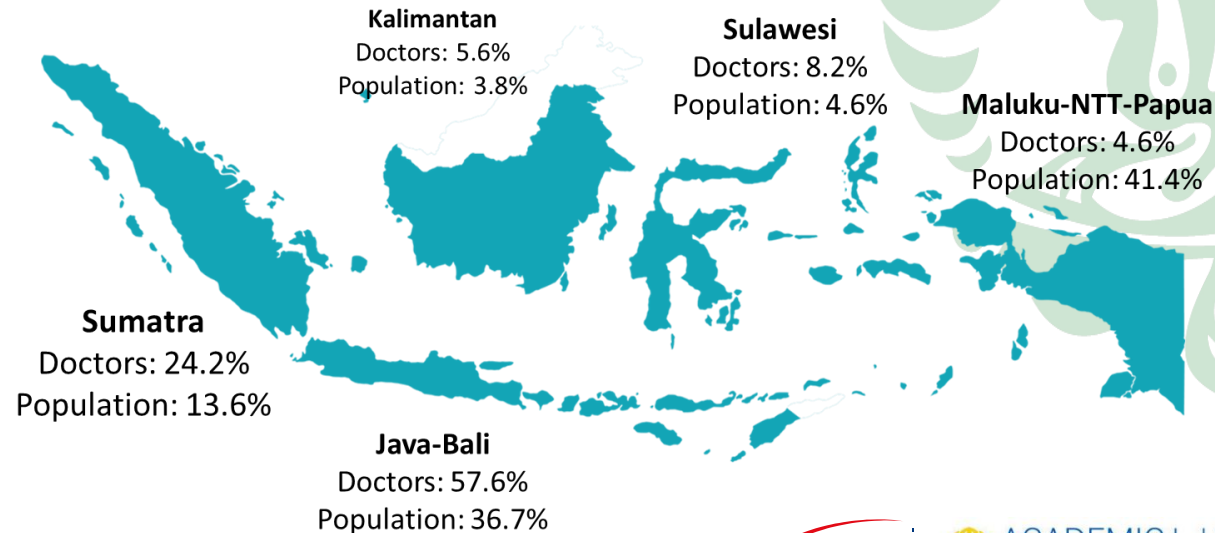 Kalimantan
Doctors: 5.6%
Population: 3.8%
Sulawesi
Doctors: 8.2%
Population: 4.6%
Maluku-NTT-Papua
Doctors: 4.6%
Population: 41.4%
Sumatra
Doctors: 24.2%
Population: 13.6%
Java-Bali
Doctors: 57.6%
Population: 36.7%